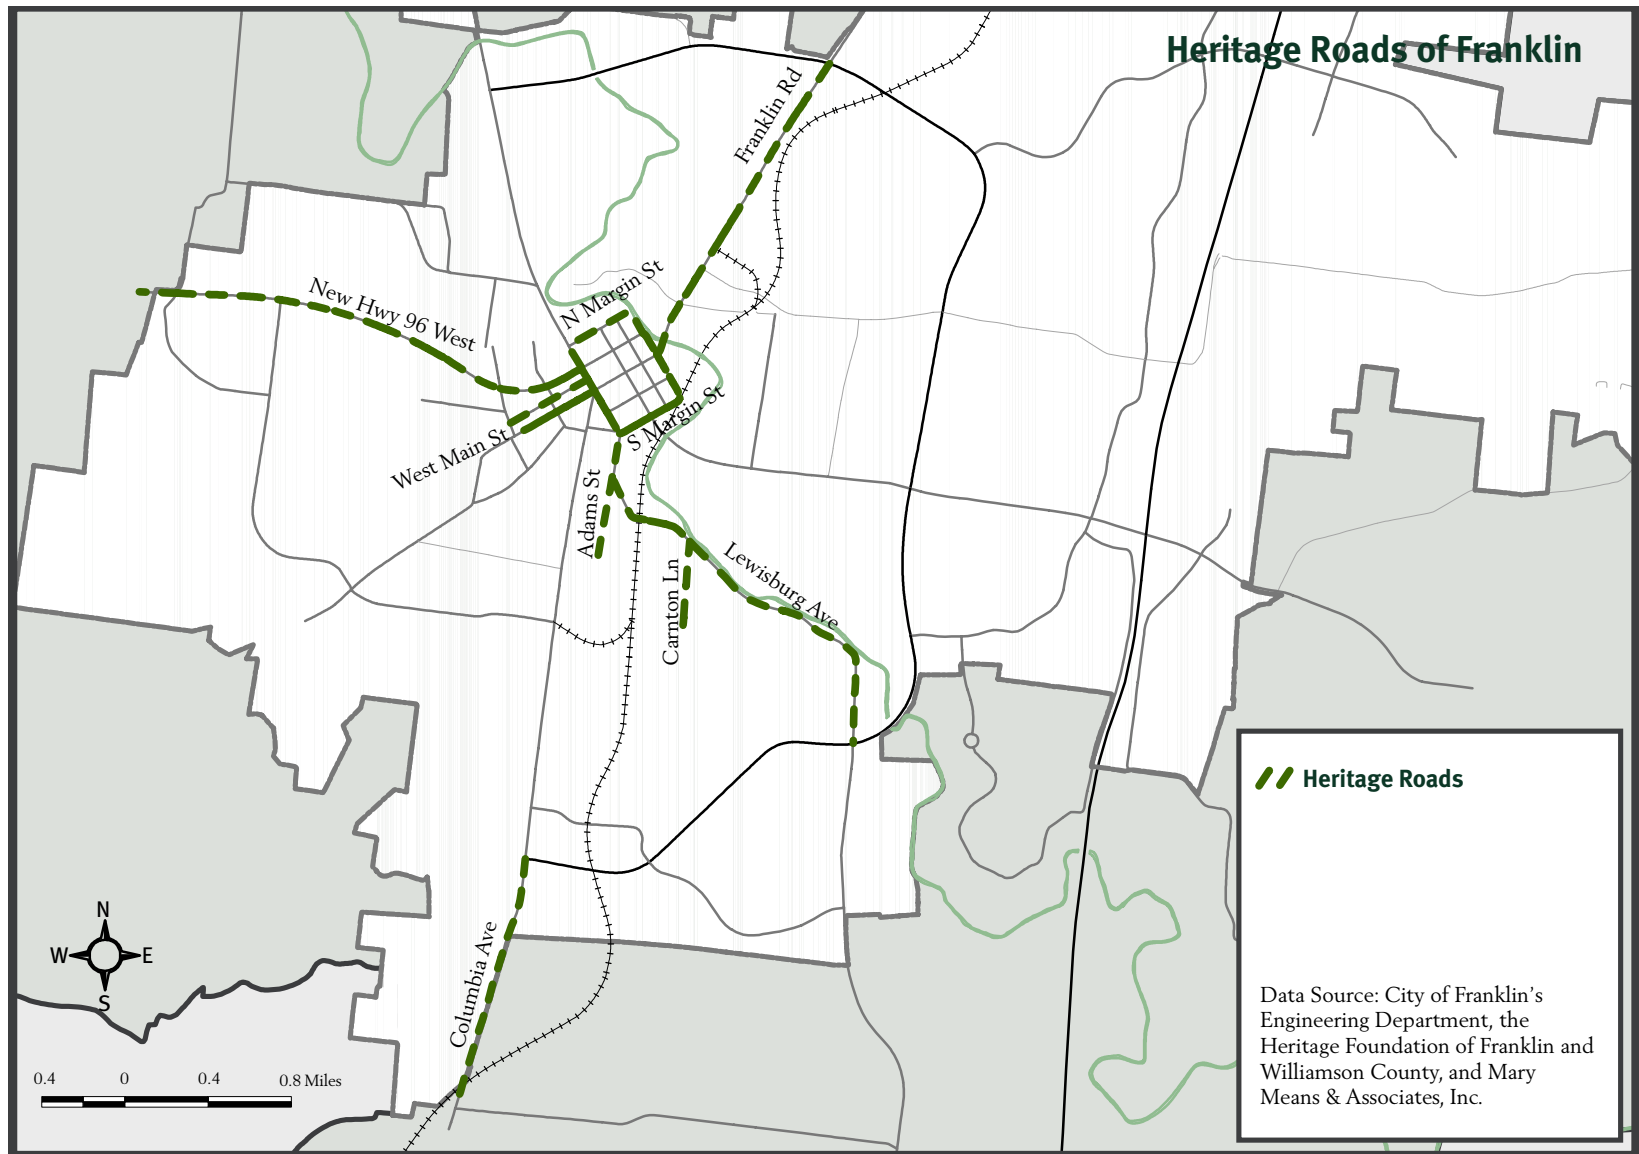 Heritage Roads of Franklin
Franklin Rd
N Margin St
New Hwy 96 West
S Margin St
West Main St
Adams St
Lewisburg Ave
Carnton Ln
Heritage Roads
N
W E
S
Columbia Ave
Data Source: City of Franklin’s
Engineering Department, the
Heritage Foundation of Franklin and
Williamson County, and Mary
Means & Associates, Inc.
0.4 0 0.4 0.8 Miles